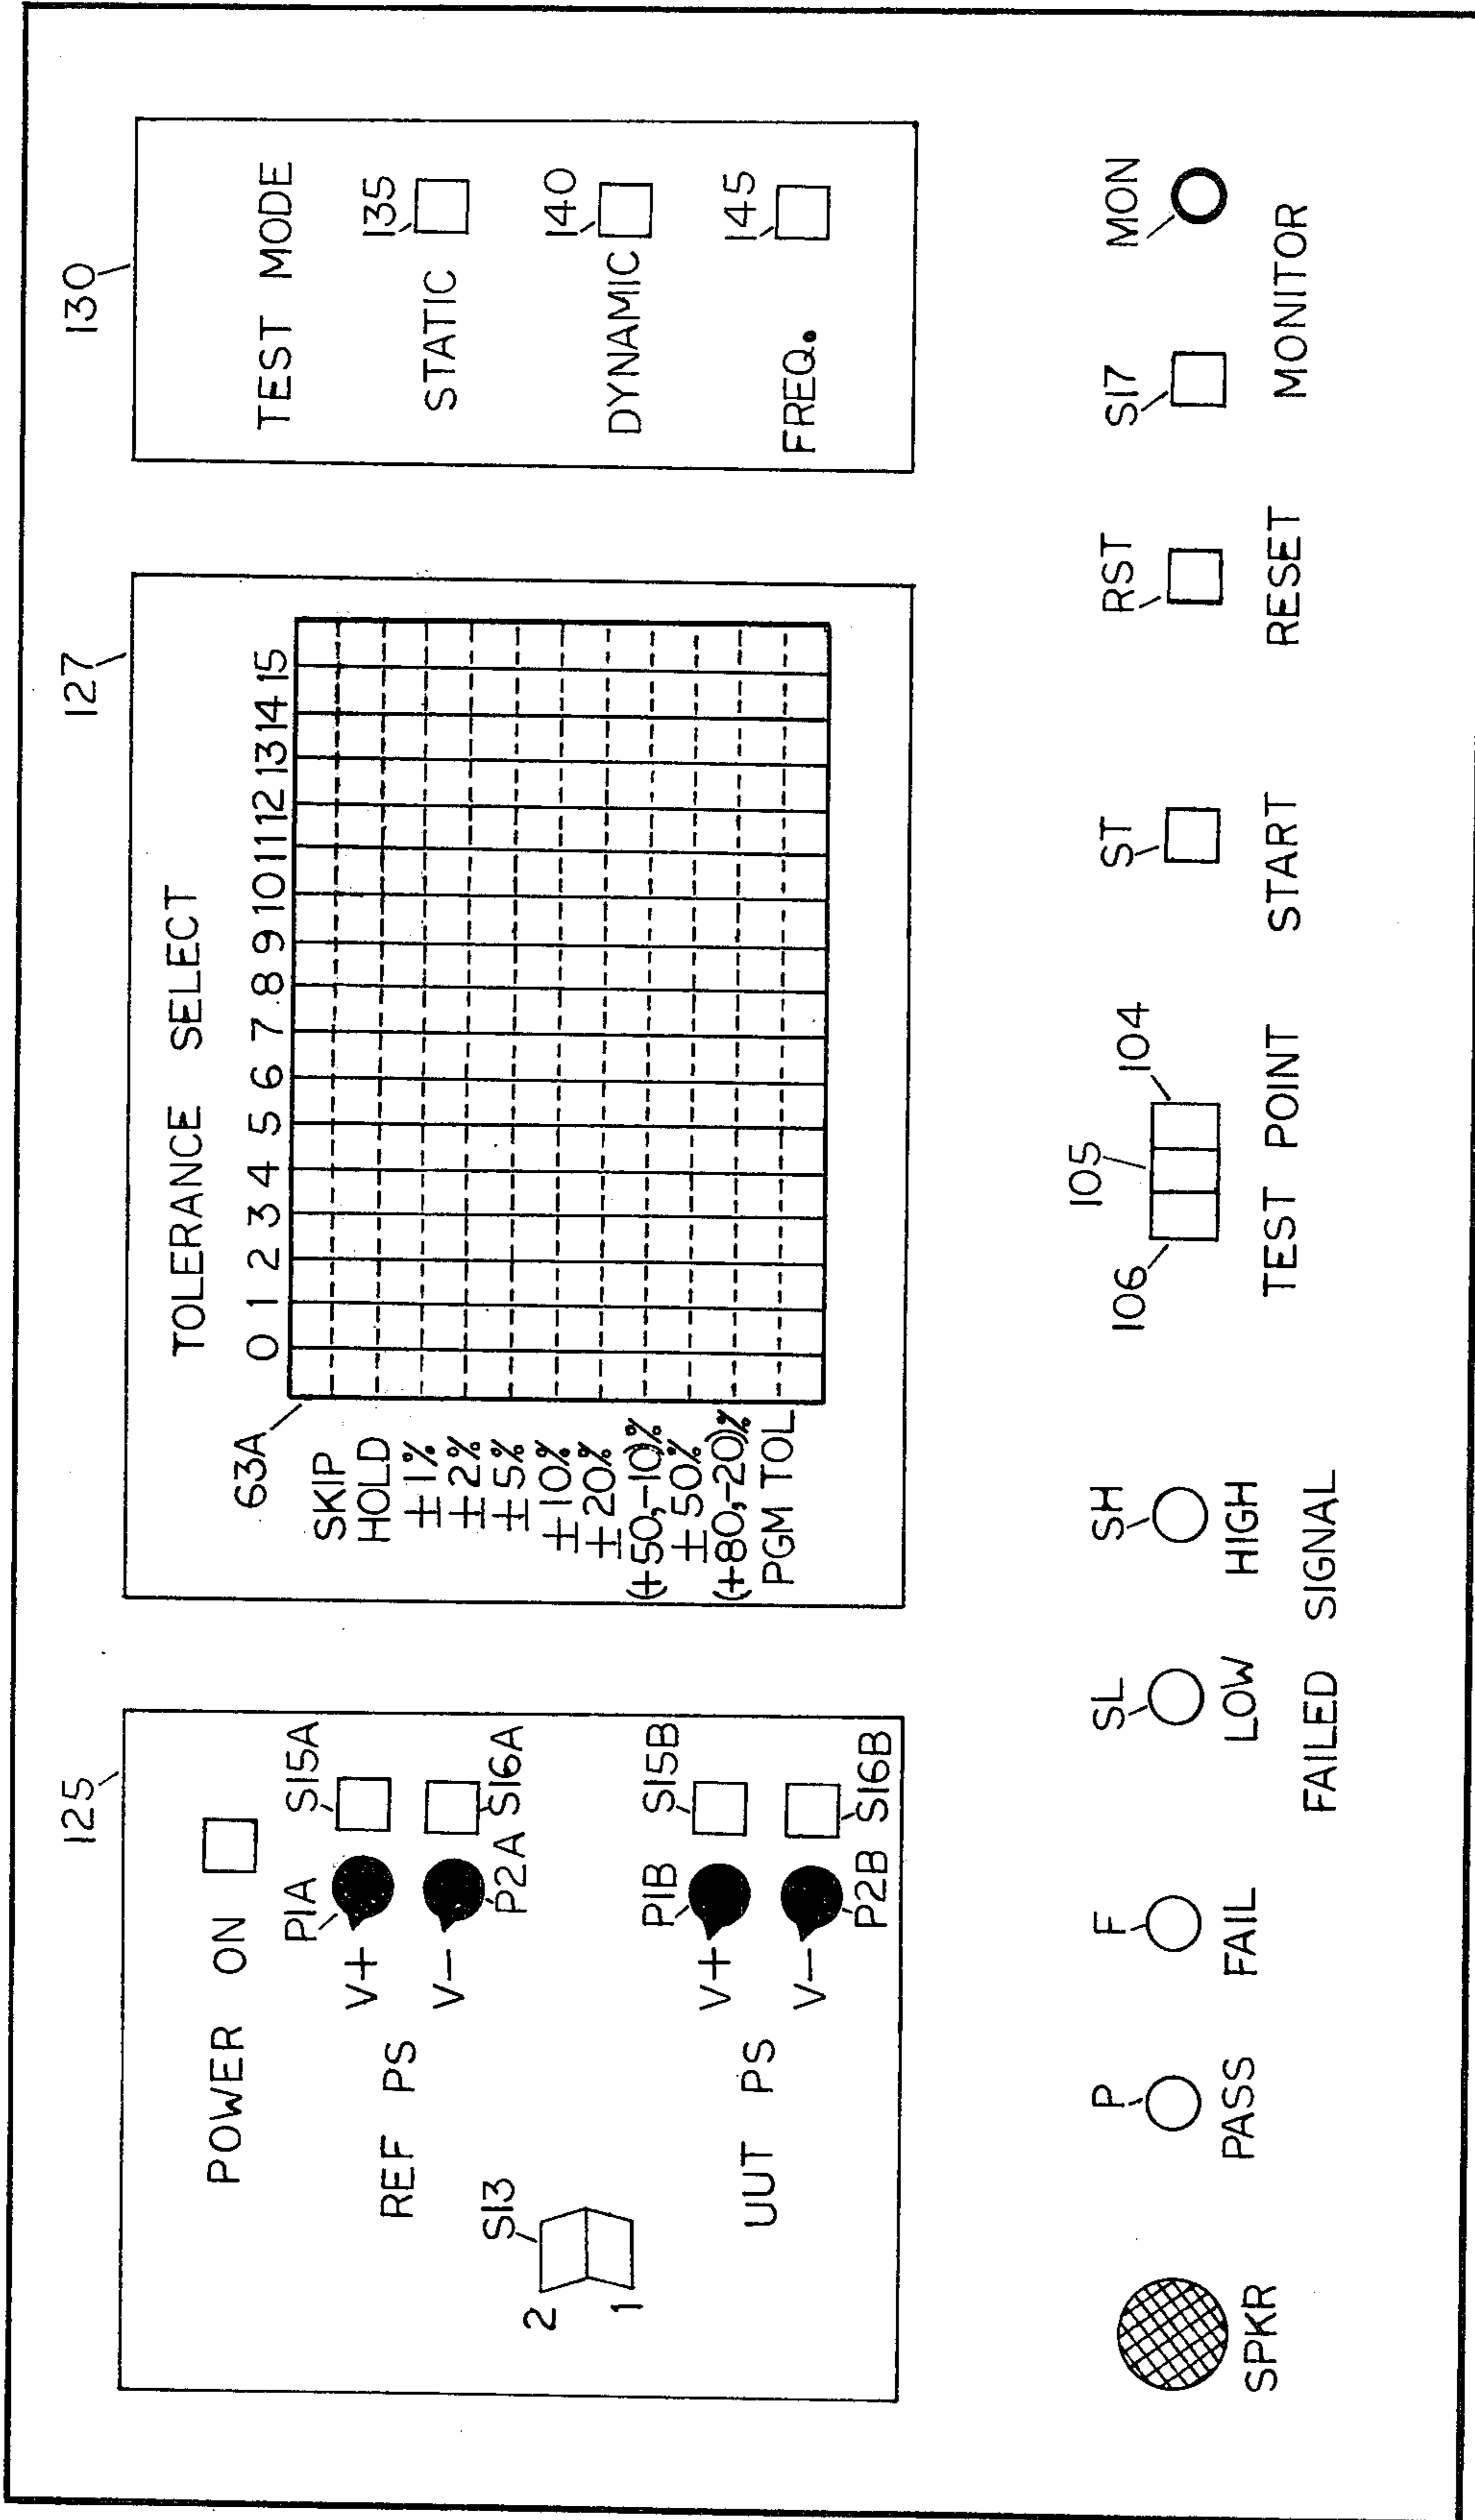 125
POWER ON
P1A S15A
V+
REF PS
V-
P2A S16A
S13
2
1
P1B S15B
V+
UUT PS
V-
P2B S16B
127
TOLERANCE SELECT
0 1 2 3 4 5 6 7 8 9 10 11 12 13 14 15
63A
SKIP
HOLD
±1%
±2%
±5%
±10%
±20%
(+50,-10)%
±50%
(+80,-20)%
PGM TOL
130
TEST MODE
135
STATIC
140
DYNAMIC
145
FREQ.
SPKR
P
PASS
F
FAIL
SL
LOW
SH
HIGH
FAILED SIGNAL
106 105 104
TEST POINT
ST
START
RST
RESET
S17 MON
MONITOR